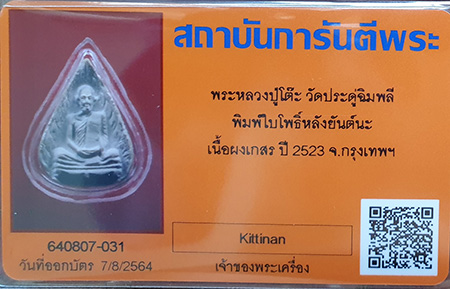 สถาบันการันตีพระ
พระหลวงปู่โต๊ะ วัดประดู่ฉิมพลี
พิมพ์ใบโพธิ์หลังยันต์นะ
เนื้อผงเกสร ปี 2523 จ.กรุงเทพฯ
Kittinan
640807-031
วันที่ออกบัตร 7/8/2564
เจ้าของพระเครื่อง